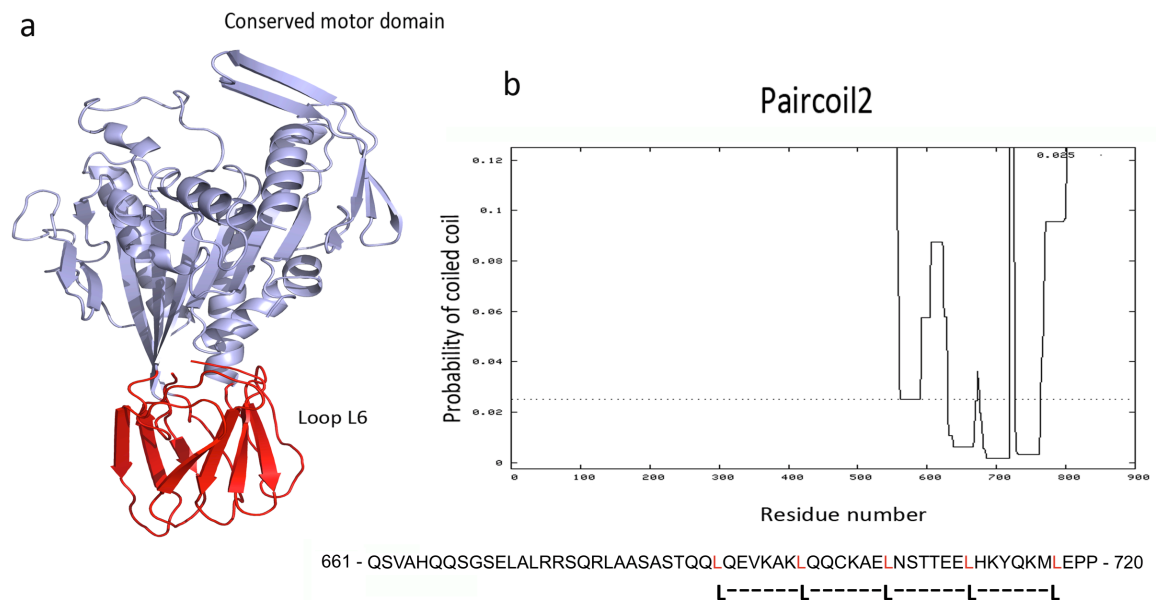 a
Conserved motor domain
Loop L6
b
Paircoil2
Probability of coiled coil
0.12
0.1
0.08
0.06
0.04
0.02
0
0.025
0 100 200 300 400 500 600 700 800 900
Residue number
661 - QSVAHQQSGSELALRRSQRLAASASTQQLQEVKAKLQQCKAELNSTTEELHKYQKMLEPP - 720
L------L------L------L------L